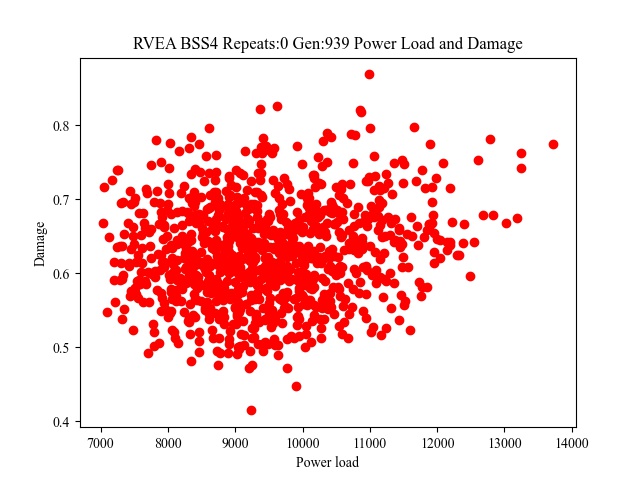 RVEA BSS4 Repeats:0 Gen:939 Power Load and Damage
0.8
0.7
0.6
0.5
0.4
Damage
7000 8000 9000 10000 11000 12000 13000 14000
Power load